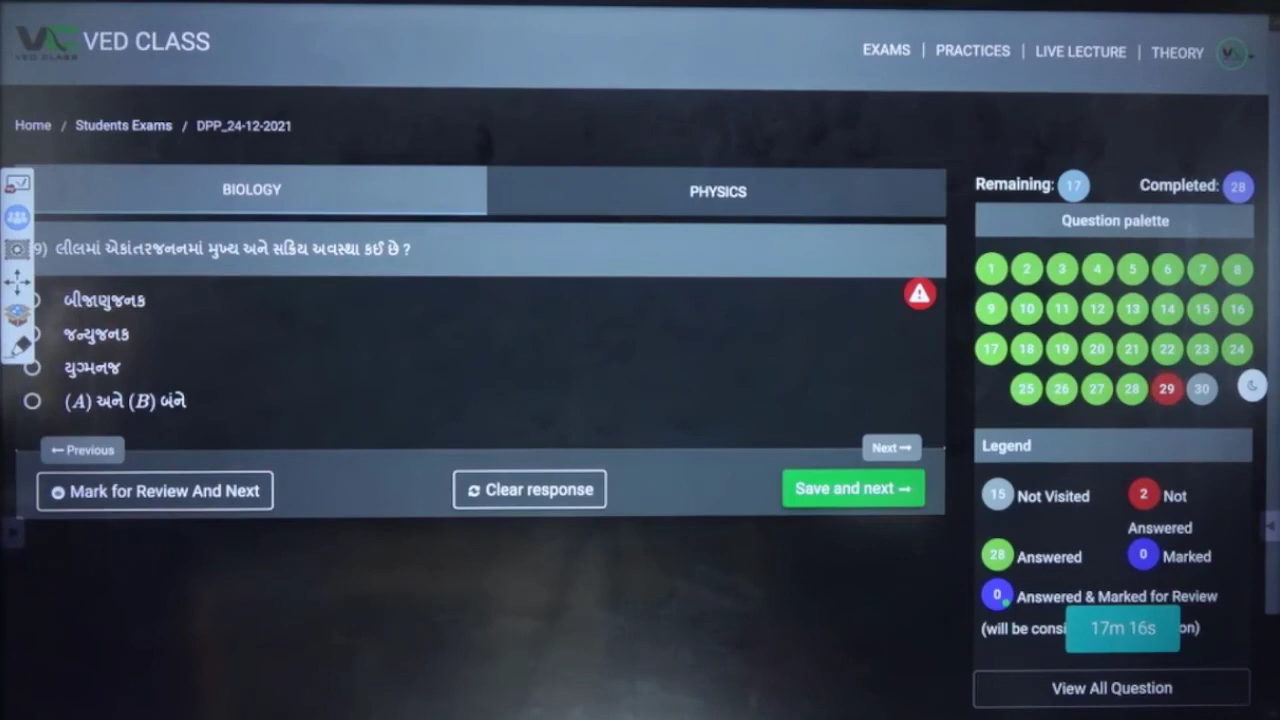 VED CLASS
VED CLASS
EXAMS | PRACTICES | LIVE LECTURE | THEORY
Home / Students Exams / DPP_24-12-2021
BIOLOGY
PHYSICS
Remaining: 17
Completed: 28
Question palette
9) લીલમાં એકાંતરજનનમાં મુખ્ય અને સક્રિય અવસ્થા કઈ છે ?
બીજાણુજનક
જન્યુજનક
યુગ્મનજ
(A) અને (B) બંને
1 2 3 4 5 6 7 8
9 10 11 12 13 14 15 16
17 18 19 20 21 22 23 24
25 26 27 28 29 30
← Previous
Next →
Mark for Review And Next
Clear response
Save and next →
Legend
15 Not Visited
2 Not
Answered
28 Answered
0 Marked
0 Answered & Marked for Review
(will be consi
on)
17m 16s
View All Question